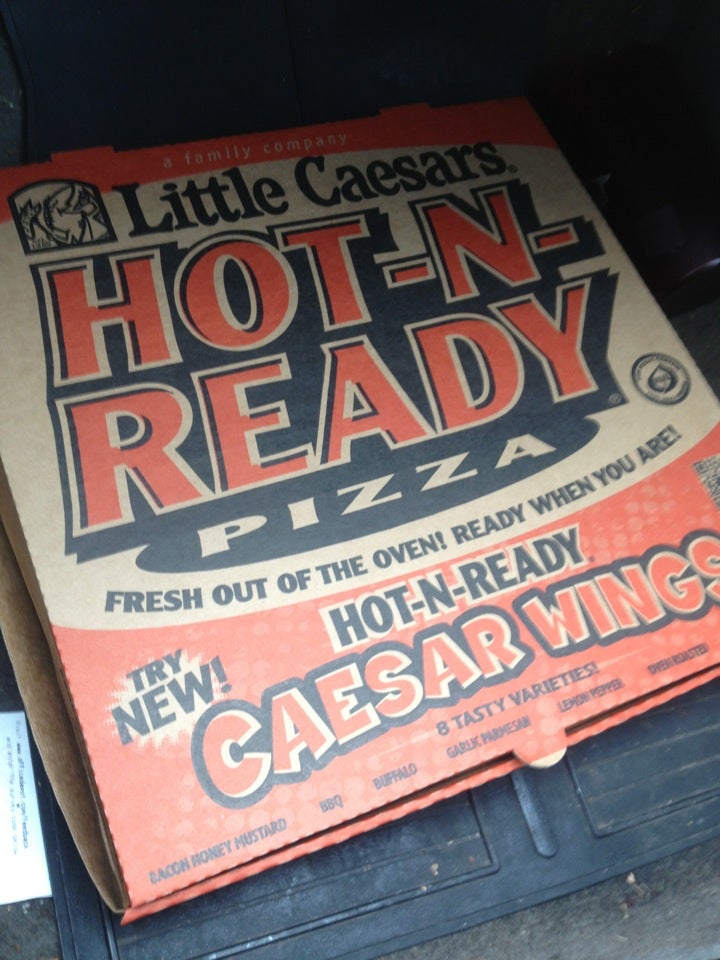 a family company
Little Caesars®
HOT-N-
READY®
PIZZA
FRESH OUT OF THE OVEN! READY WHEN YOU ARE!
TRY
NEW!
HOT-N-READY®
CAESAR WINGS
8 TASTY VARIETIES!
BACON HONEY MUSTARD BBQ BUFFALO GARLIC PARMESAN LEMON PEPPER OVEN ROASTED